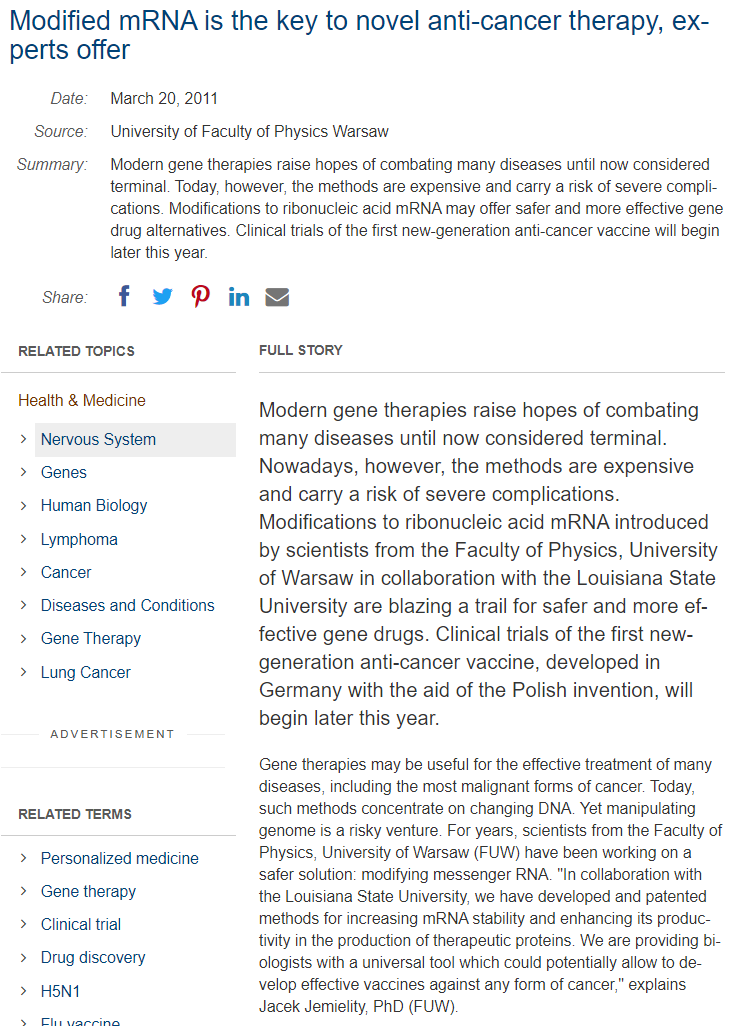 Modified mRNA is the key to novel anti-cancer therapy, ex-
perts offer
Date: March 20, 2011
Source: University of Faculty of Physics Warsaw
Summary: Modern gene therapies raise hopes of combating many diseases until now considered
terminal. Today, however, the methods are expensive and carry a risk of severe compli-
cations. Modifications to ribonucleic acid mRNA may offer safer and more effective gene
drug alternatives. Clinical trials of the first new-generation anti-cancer vaccine will begin
later this year.
Share:
RELATED TOPICS
Health & Medicine
Nervous System
Genes
Human Biology
Lymphoma
Cancer
Diseases and Conditions
Gene Therapy
Lung Cancer
ADVERTISEMENT
RELATED TERMS
Personalized medicine
Gene therapy
Clinical trial
Drug discovery
H5N1
Flu vaccine
FULL STORY
Modern gene therapies raise hopes of combating
many diseases until now considered terminal.
Nowadays, however, the methods are expensive
and carry a risk of severe complications.
Modifications to ribonucleic acid mRNA introduced
by scientists from the Faculty of Physics, University
of Warsaw in collaboration with the Louisiana State
University are blazing a trail for safer and more ef-
fective gene drugs. Clinical trials of the first new-
generation anti-cancer vaccine, developed in
Germany with the aid of the Polish invention, will
begin later this year.
Gene therapies may be useful for the effective treatment of many
diseases, including the most malignant forms of cancer. Today,
such methods concentrate on changing DNA. Yet manipulating
genome is a risky venture. For years, scientists from the Faculty of
Physics, University of Warsaw (FUW) have been working on a
safer solution: modifying messenger RNA. "In collaboration with
the Louisiana State University, we have developed and patented
methods for increasing mRNA stability and enhancing its produc-
tivity in the production of therapeutic proteins. We are providing bi-
ologists with a universal tool which could potentially allow to de-
velop effective vaccines against any form of cancer," explains
Jacek Jemielity, PhD (FUW).